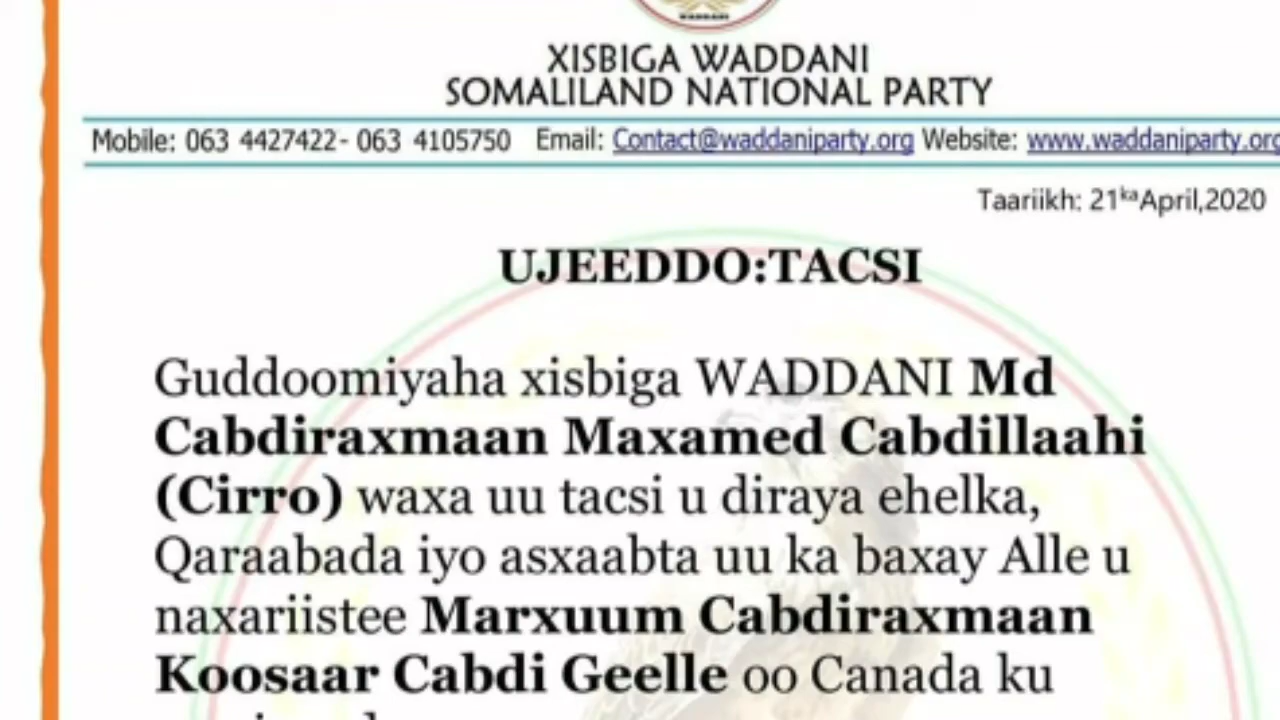 WADDANI
XISBIGA WADDANI
SOMALILAND NATIONAL PARTY
Mobile: 063 4427422- 063 4105750 Email: Contact@waddaniparty.org Website: www.waddaniparty.org
Taariikh: 21ka April,2020
UJEEDDO:TACSI
Guddoomiyaha xisbiga WADDANI Md
Cabdiraxmaan Maxamed Cabdillaahi
(Cirro) waxa uu tacsi u diraya ehelka,
Qaraabada iyo asxaabta uu ka baxay Alle u
naxariistee Marxuum Cabdiraxmaan
Koosaar Cabdi Geelle oo Canada ku